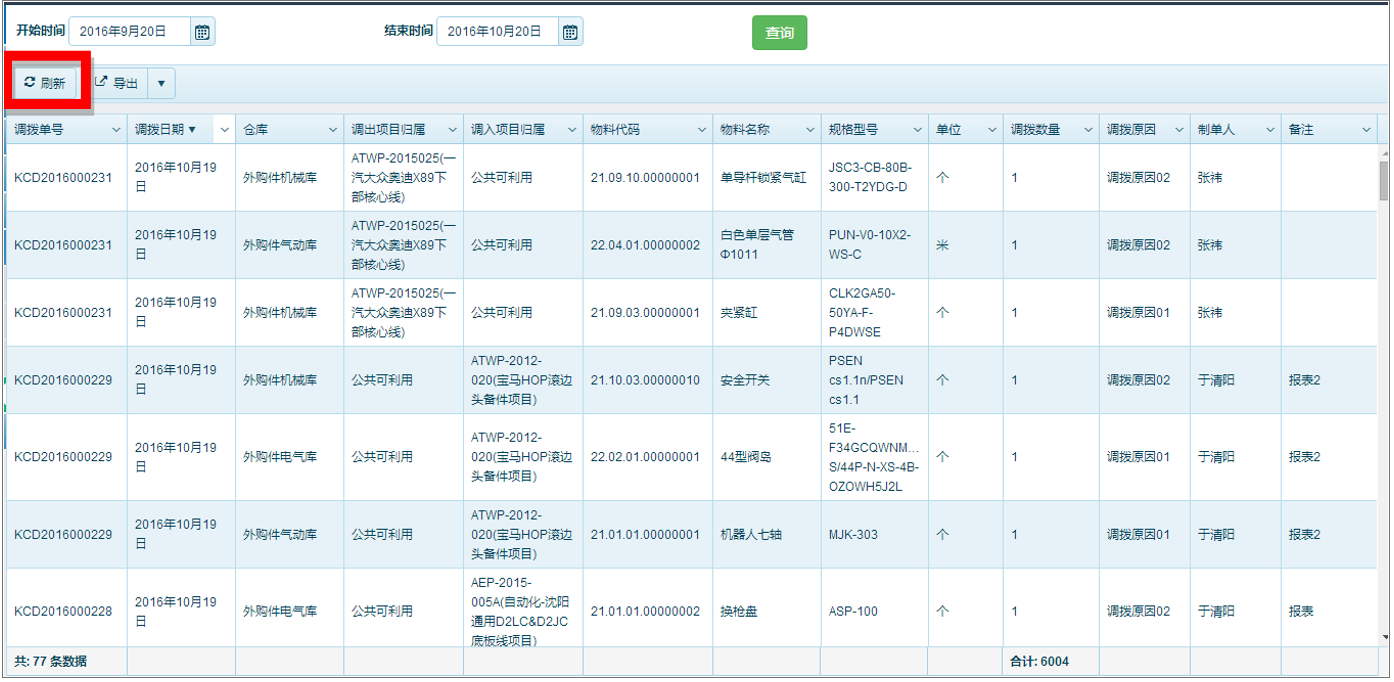 开始时间 2016年9月20日 结束时间 2016年10月20日 查询
刷新 导出
调拨单号 调拨日期 仓库 调出项目归属 调入项目归属 物料代码 物料名称 规格型号 单位 调拨数量 调拨原因 制单人 备注
KCD2016000231 2016年10月19日 外购件机械库 ATWP-2015025(一汽大众奥迪X89下部核心线) 公共可利用 21.09.10.00000001 单导杆锁紧气缸 JSC3-CB-80B-300-T2YDG-D 个 1 调拨原因02 张祎
KCD2016000231 2016年10月19日 外购件气动库 ATWP-2015025(一汽大众奥迪X89下部核心线) 公共可利用 22.04.01.00000002 白色单层气管Φ1011 PUN-V0-10X2-WS-C 米 1 调拨原因02 张祎
KCD2016000231 2016年10月19日 外购件机械库 ATWP-2015025(一汽大众奥迪X89下部核心线) 公共可利用 21.09.03.00000001 夹紧缸 CLK2GA50-50YA-F-P4DWSE 个 1 调拨原因01 张祎
KCD2016000229 2016年10月19日 外购件机械库 公共可利用 ATWP-2012-020(宝马HOP滚边头备件项目) 21.10.03.00000010 安全开关 PSEN cs1.1n/PSEN cs1.1 个 1 调拨原因02 于清阳 报表2
KCD2016000229 2016年10月19日 外购件电气库 公共可利用 ATWP-2012-020(宝马HOP滚边头备件项目) 22.02.01.00000001 44型阀岛 51E-F34GCQWNM...S/44P-N-XS-4B-OZOWH5J2L 个 1 调拨原因01 于清阳 报表2
KCD2016000229 2016年10月19日 外购件气动库 公共可利用 ATWP-2012-020(宝马HOP滚边头备件项目) 21.01.01.00000001 机器人七轴 MJK-303 个 1 调拨原因01 于清阳 报表2
KCD2016000228 2016年10月19日 外购件电气库 公共可利用 AEP-2015-005A(自动化-沈阳通用D2LC&D2JC底板线项目) 21.01.01.00000002 换枪盘 ASP-100 个 1 调拨原因02 于清阳 报表
共: 77 条数据 合计: 6004